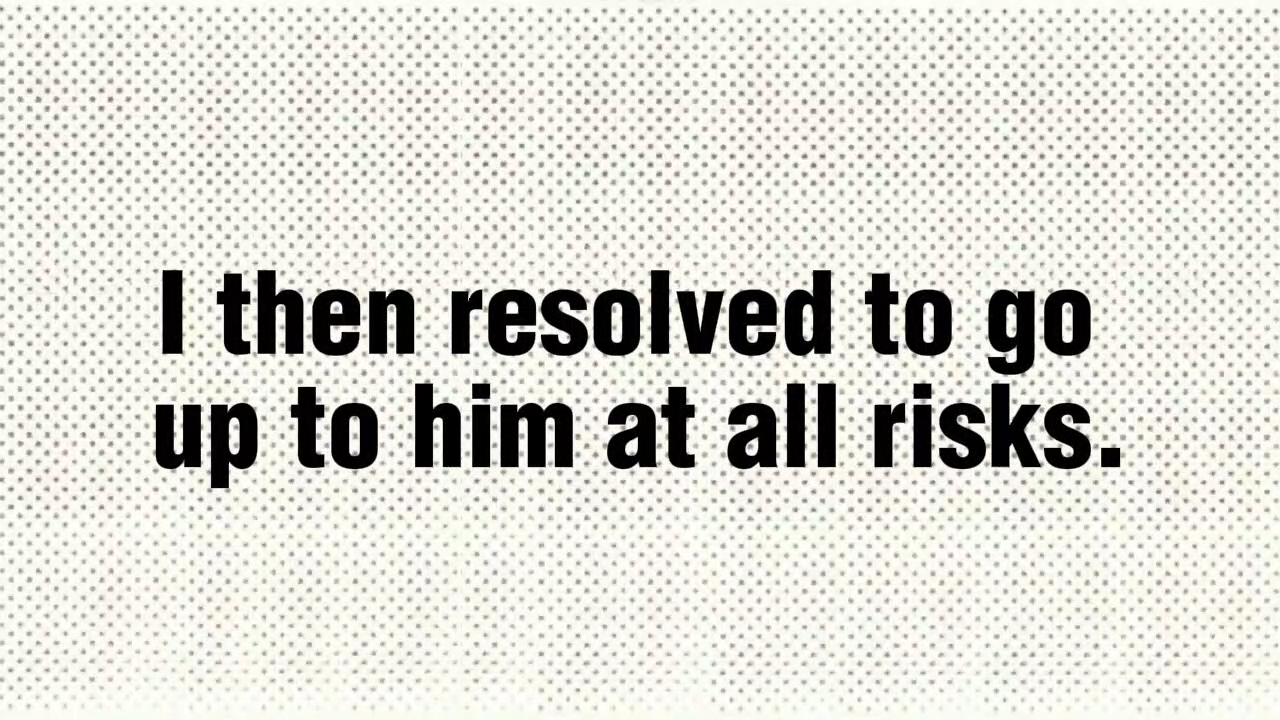 I then resolved to go
up to him at all risks.